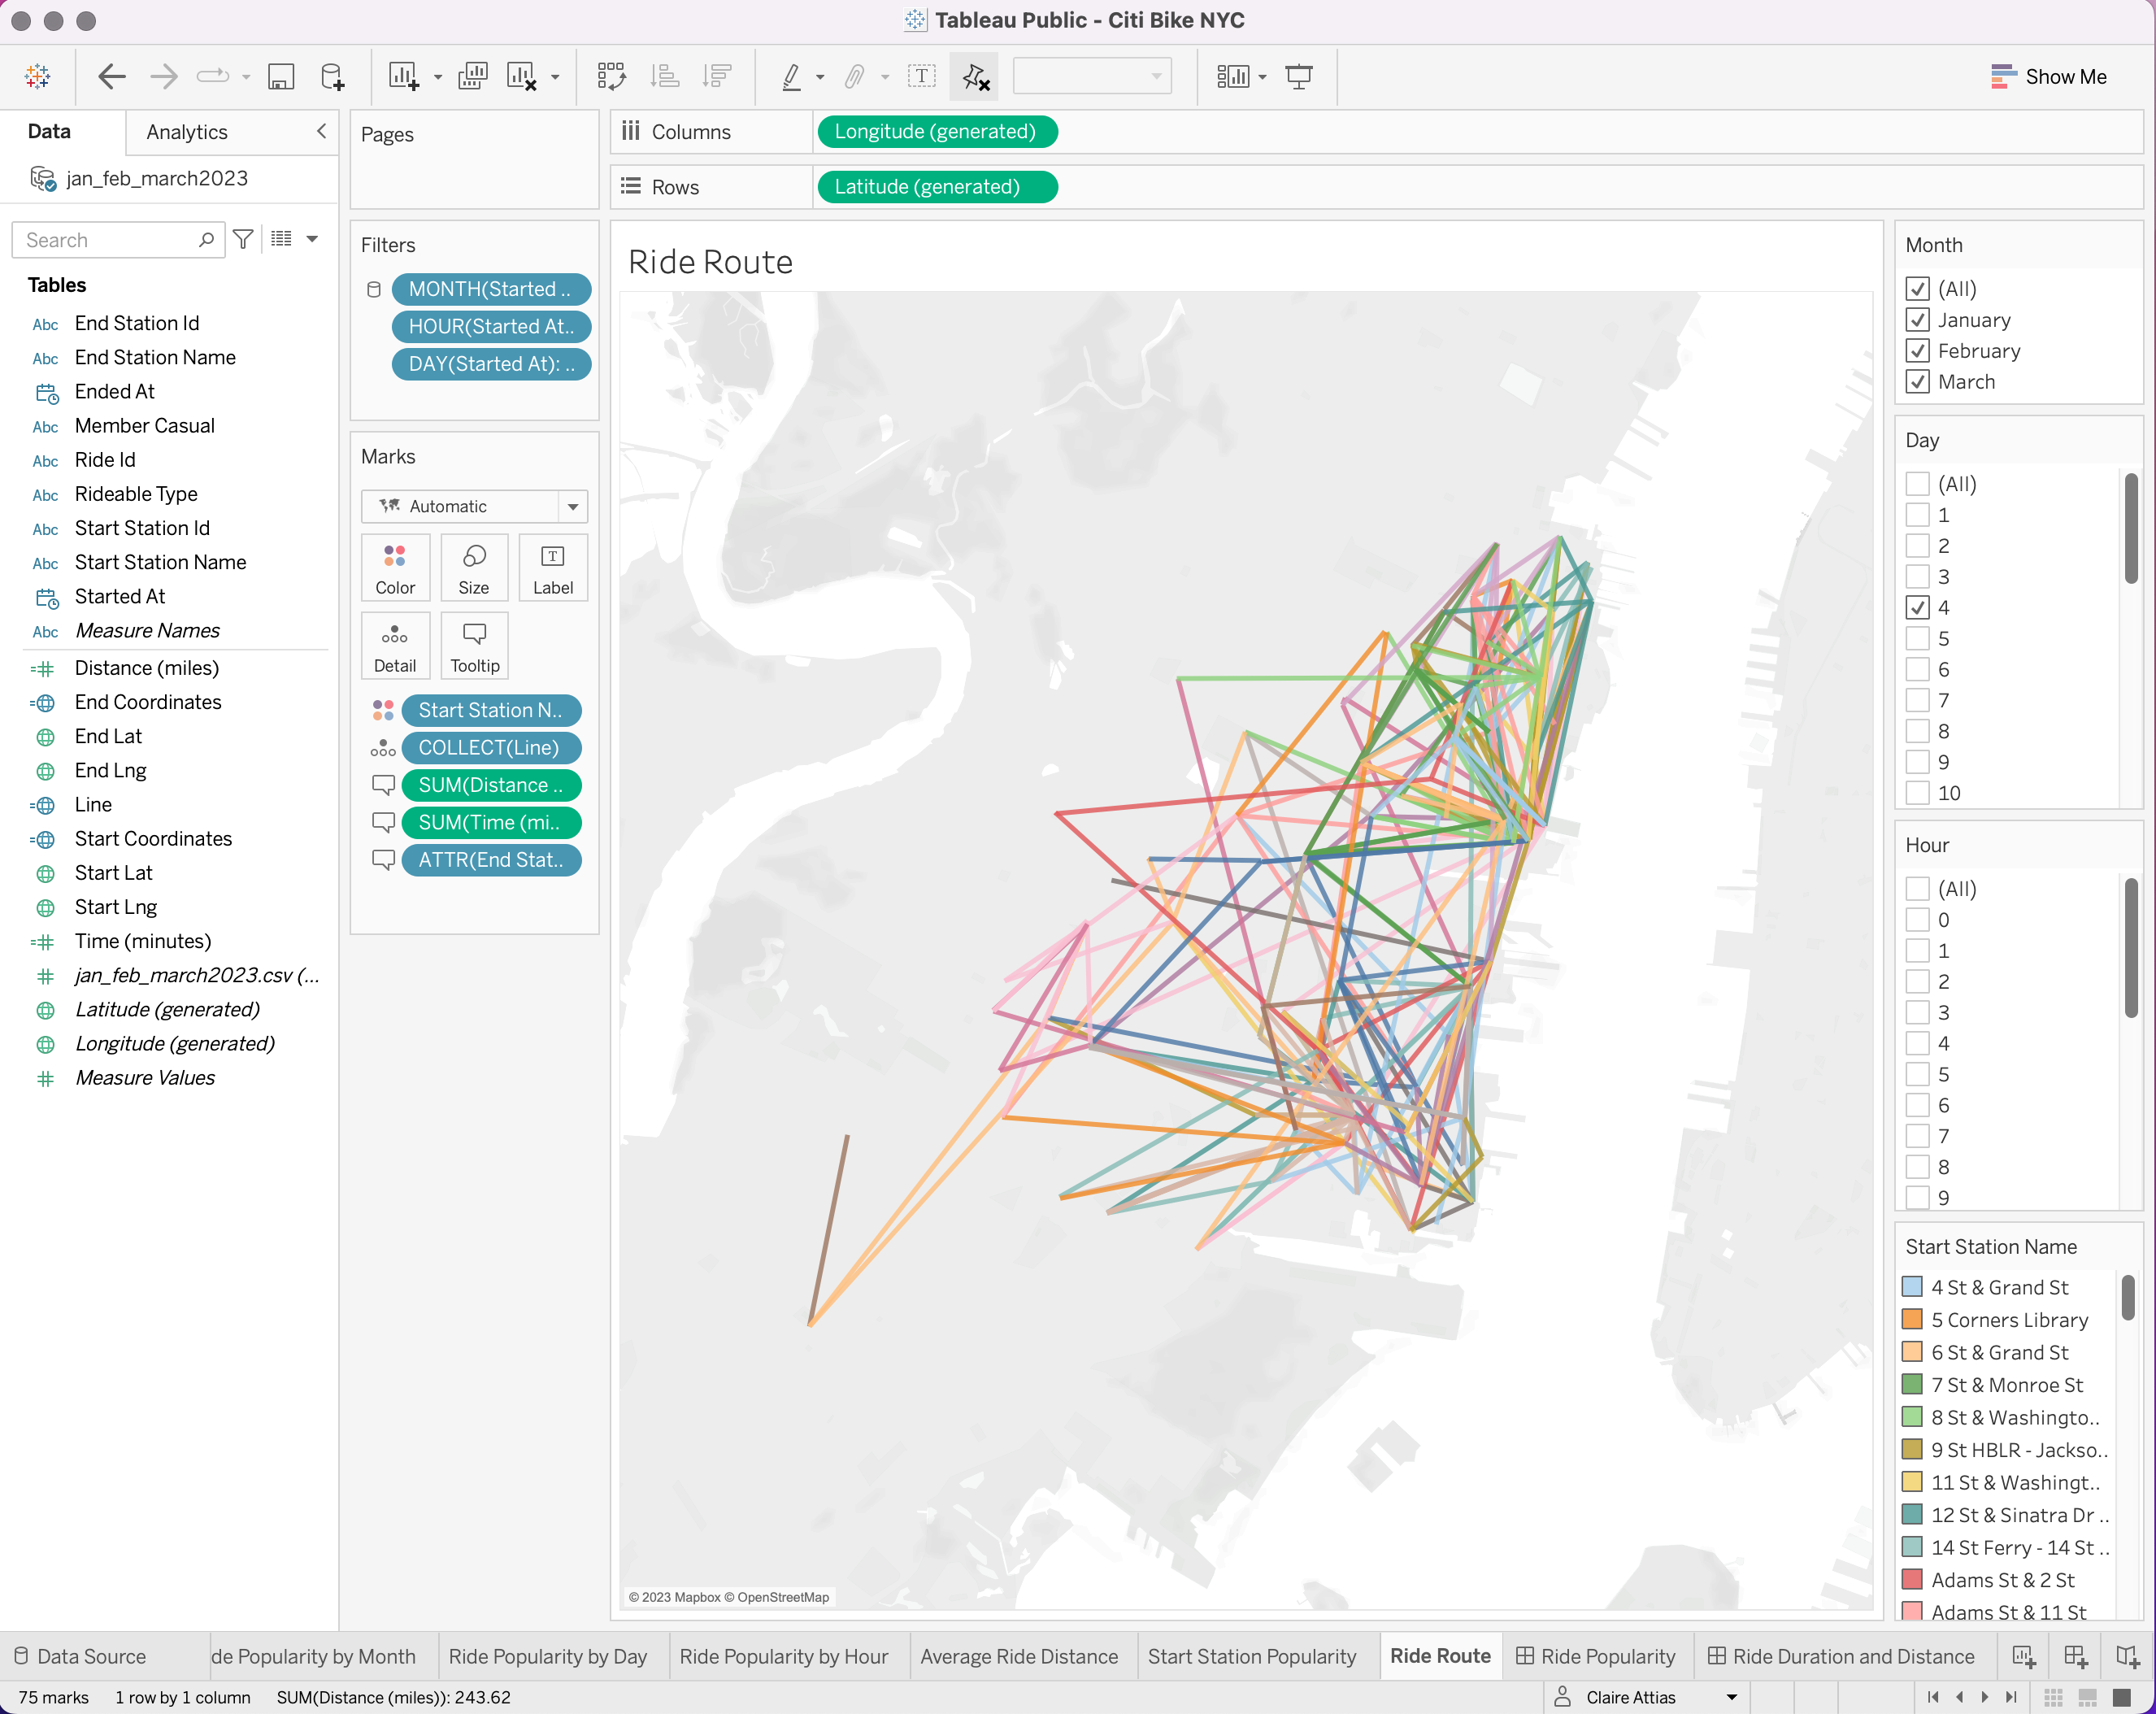 Tableau Public - Citi Bike NYC
Show Me
Data
Analytics
jan_feb_march2023
Search
Tables
Abc End Station Id
Abc End Station Name
Ended At
Abc Member Casual
Abc Ride Id
Abc Rideable Type
Abc Start Station Id
Abc Start Station Name
Started At
Abc Measure Names
Distance (miles)
End Coordinates
End Lat
End Lng
Line
Start Coordinates
Start Lat
Start Lng
Time (minutes)
jan_feb_march2023.csv (...
Latitude (generated)
Longitude (generated)
Measure Values
Pages
Filters
MONTH(Started ..
HOUR(Started At..
DAY(Started At): ..
Marks
Automatic
Color
Size
T
Label
Detail
Tooltip
Start Station N..
COLLECT(Line)
SUM(Distance ..
SUM(Time (mi..
ATTR(End Stat..
Columns
Longitude (generated)
Rows
Latitude (generated)
Ride Route
© 2023 Mapbox © OpenStreetMap
Month
(All)
January
February
March
Day
(All)
1
2
3
4
5
6
7
8
9
10
Hour
(All)
0
1
2
3
4
5
6
7
8
9
Start Station Name
4 St & Grand St
5 Corners Library
6 St & Grand St
7 St & Monroe St
8 St & Washingto..
9 St HBLR - Jackso..
11 St & Washingt..
12 St & Sinatra Dr ..
14 St Ferry - 14 St ..
Adams St & 2 St
Adams St & 11 St
Data Source
de Popularity by Month
Ride Popularity by Day
Ride Popularity by Hour
Average Ride Distance
Start Station Popularity
Ride Route
Ride Popularity
Ride Duration and Distance
75 marks
1 row by 1 column
SUM(Distance (miles)): 243.62
Claire Attias